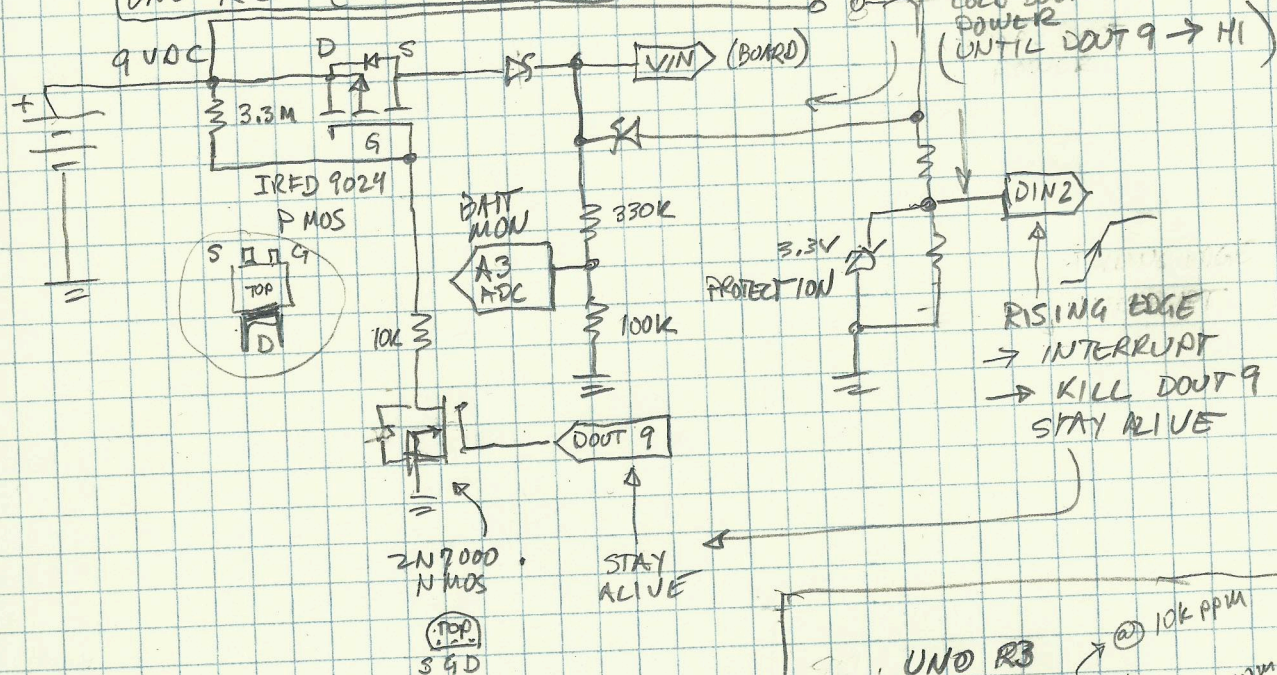 POWER
(UNTIL DOUT 9 → HI)
9 VDC
D
S
VIN
(BOARD)
+
3.3M
G
IRFD 9024
P MOS
S
G
TOP
D
BATT
MON
A3
ADC
330K
100K
10K
3.3V
PROTECTION
DIN2
RISING EDGE
→ INTERRUPT
→ KILL DOUT 9
STAY ALIVE
DOUT 9
2N7000
N MOS
STAY
ALIVE
TOP
S G D
UNO R3
@ 10K ppm